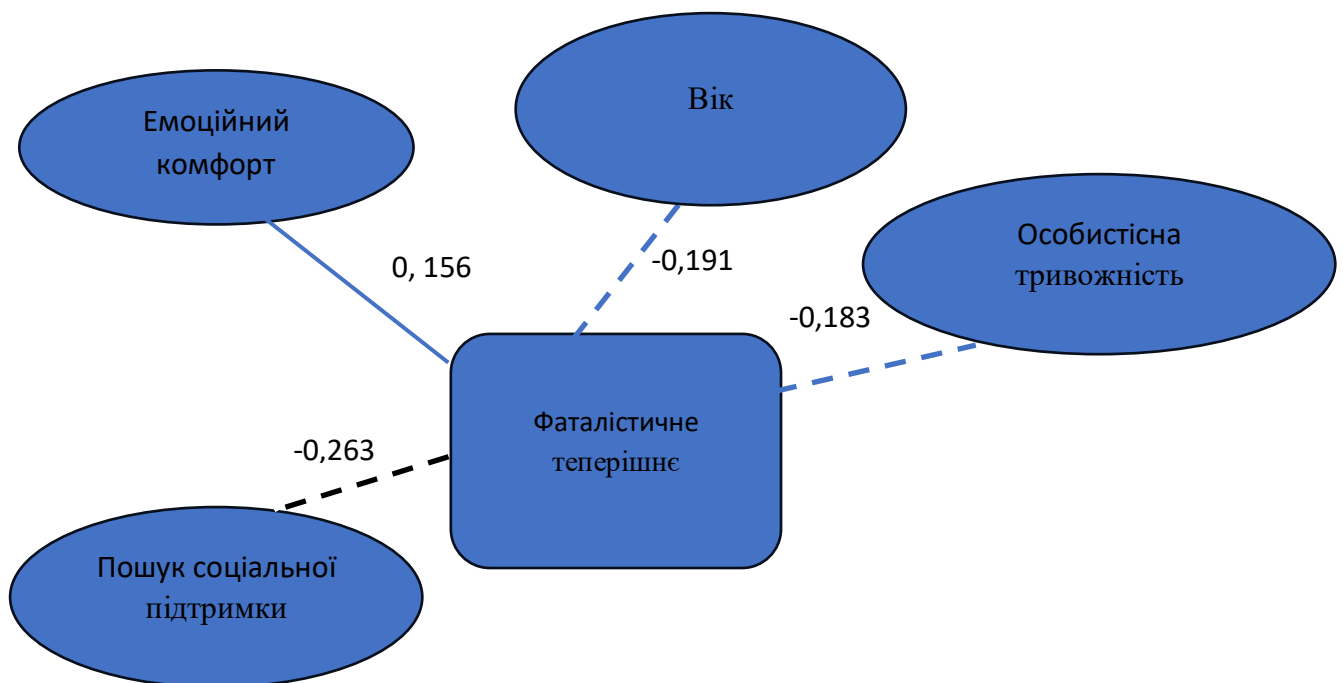 Вік
Емоційний
комфорт
Особистісна
тривожність
0, 156
-0,191
-0,183
Фаталістичне
теперішнє
-0,263
Пошук соціальної
підтримки